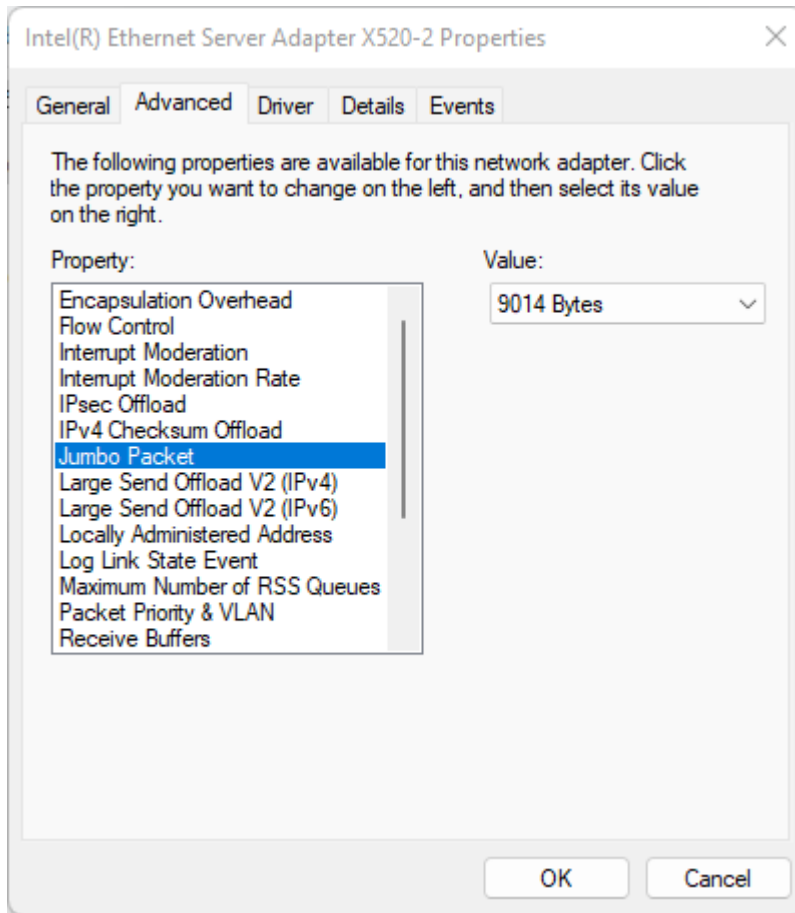 Intel(R) Ethernet Server Adapter X520-2 Properties
General Advanced Driver Details Events
The following properties are available for this network adapter. Click
the property you want to change on the left, and then select its value
on the right.
Property:
Value:
Encapsulation Overhead
Flow Control
Interrupt Moderation
Interrupt Moderation Rate
IPsec Offload
IPv4 Checksum Offload
Jumbo Packet
Large Send Offload V2 (IPv4)
Large Send Offload V2 (IPv6)
Locally Administered Address
Log Link State Event
Maximum Number of RSS Queues
Packet Priority & VLAN
Receive Buffers
9014 Bytes
OK
Cancel